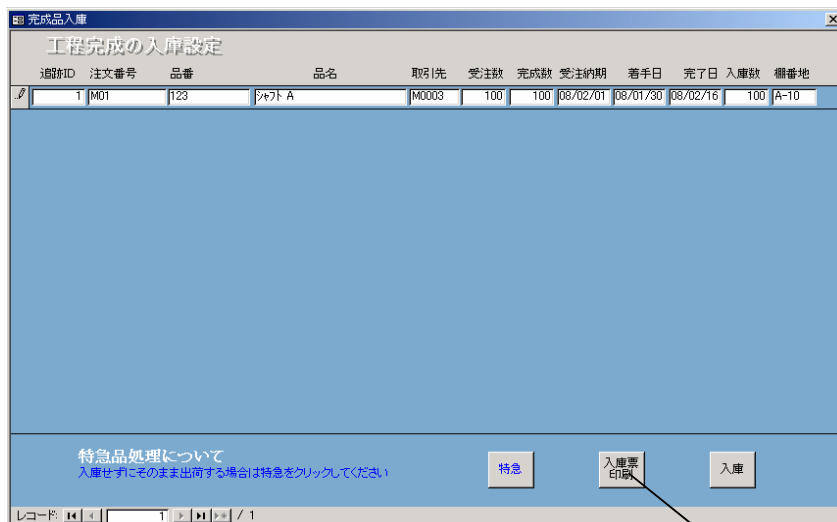 完成品入庫
工程完成の入庫設定
追跡ID 注文番号 品番 品名 取引先 受注数 完成数 受注納期 着手日 完了日 入庫数 棚番地
1 M01 123 シャフト A M0003 100 100 08/02/01 08/01/30 08/02/16 100 A-10
特急品処理について
入庫せずにそのまま出荷する場合は特急をクリックしてください
特急
入庫票
印刷
入庫
レコード: 1 / 1